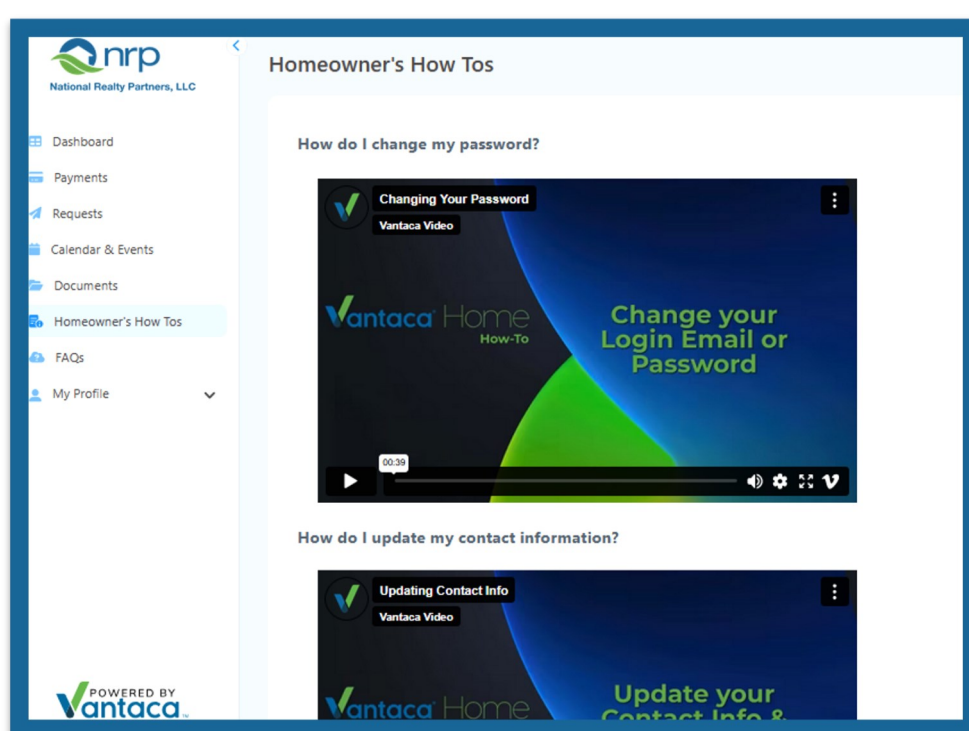 nrp
National Realty Partners, LLC
Dashboard
Payments
Requests
Calendar & Events
Documents
Homeowner's How Tos
FAQs
My Profile
POWERED BY
Vantaca
Homeowner's How Tos
How do I change my password?
Changing Your Password
Vantaca Video
Vantaca Home
How-To
Change your
Login Email or
Password
00:39
How do I update my contact information?
Updating Contact Info
Vantaca Video
Vantaca Home
Update your
Contact Info &